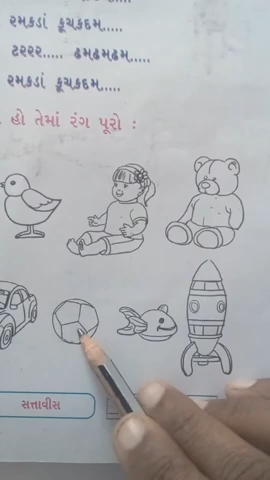 રમકડાં કૂચકદમ.....
ટરરર..... ઢમઢમઢમ.....
રમકડાં કૂચકદમ.....
હો તેમાં રંગ પૂરો :
સત્તાવીસ